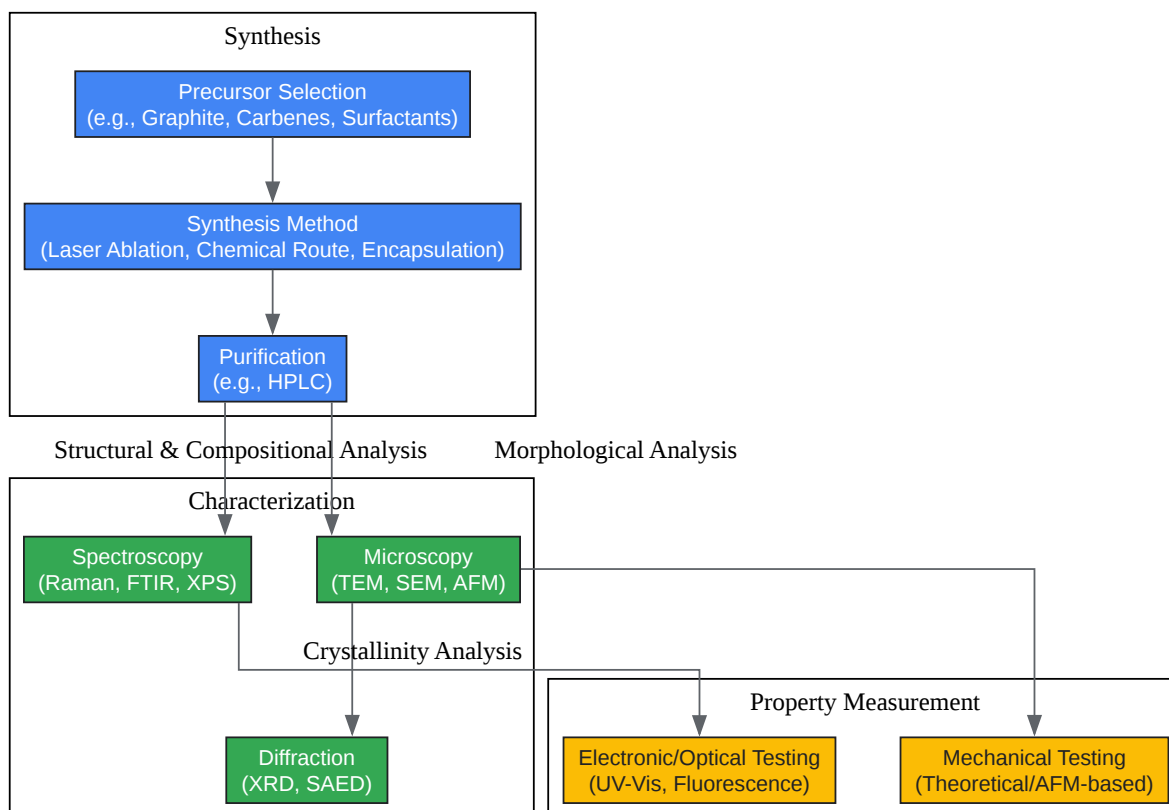 Synthesis
Precursor Selection
(e.g., Graphite, Carbenes, Surfactants)
Synthesis Method
(Laser Ablation, Chemical Route, Encapsulation)
Purification
(e.g., HPLC)
Structural & Compositional Analysis
Morphological Analysis
Characterization
Spectroscopy
(Raman, FTIR, XPS)
Microscopy
(TEM, SEM, AFM)
Crystallinity Analysis
Property Measurement
Diffraction
(XRD, SAED)
Electronic/Optical Testing
(UV-Vis, Fluorescence)
Mechanical Testing
(Theoretical/AFM-based)